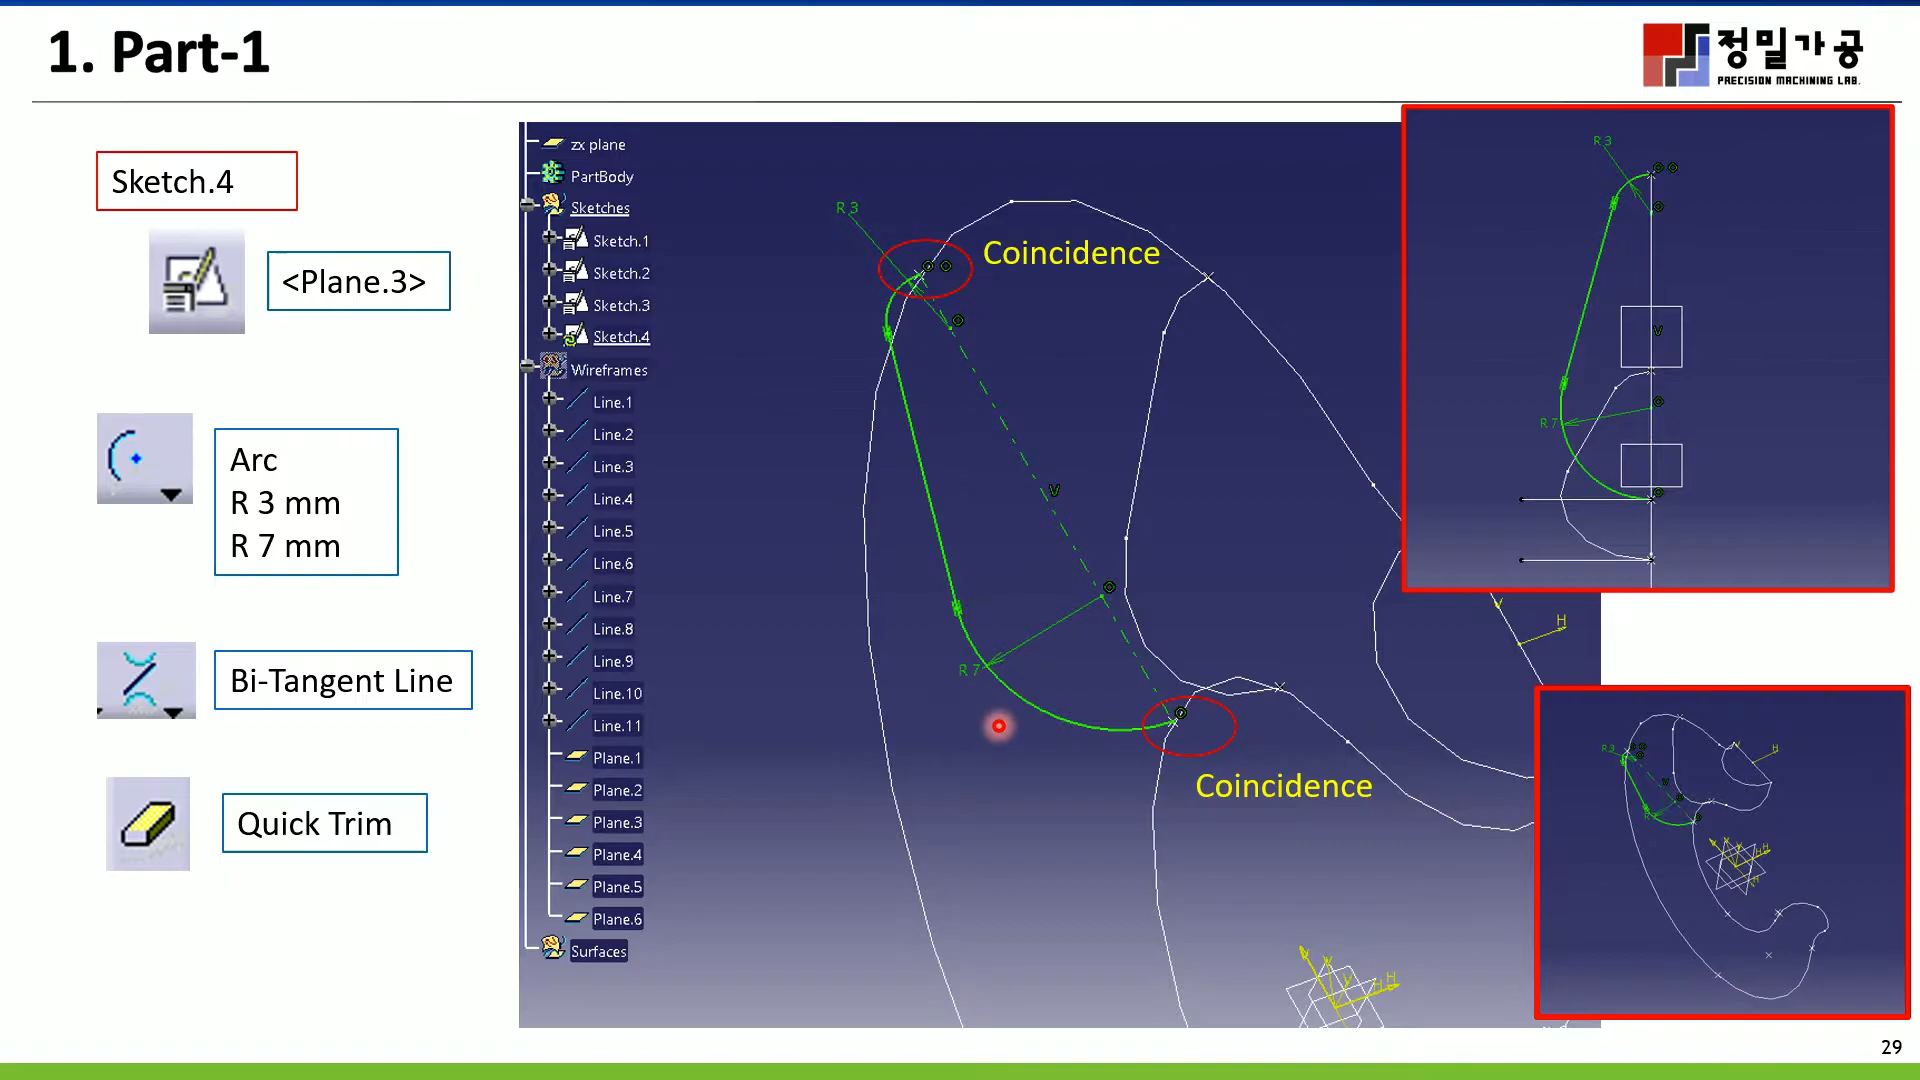 1. Part-1
정밀가공
PRECISION MACHINING LAB.
Sketch.4
<Plane.3>
Arc
R 3 mm
R 7 mm
Bi-Tangent Line
Quick Trim
zx plane
PartBody
Sketches
Sketch.1
Sketch.2
Sketch.3
Sketch.4
Wireframes
Line.1
Line.2
Line.3
Line.4
Line.5
Line.6
Line.7
Line.8
Line.9
Line.10
Line.11
Plane.1
Plane.2
Plane.3
Plane.4
Plane.5
Plane.6
Surfaces
R 3
Coincidence
V
R 7
Coincidence
V
H
V
V
V
H
H
R 3
V
R 7
R 3
V
V
H
V
V
V
H
H
H
29